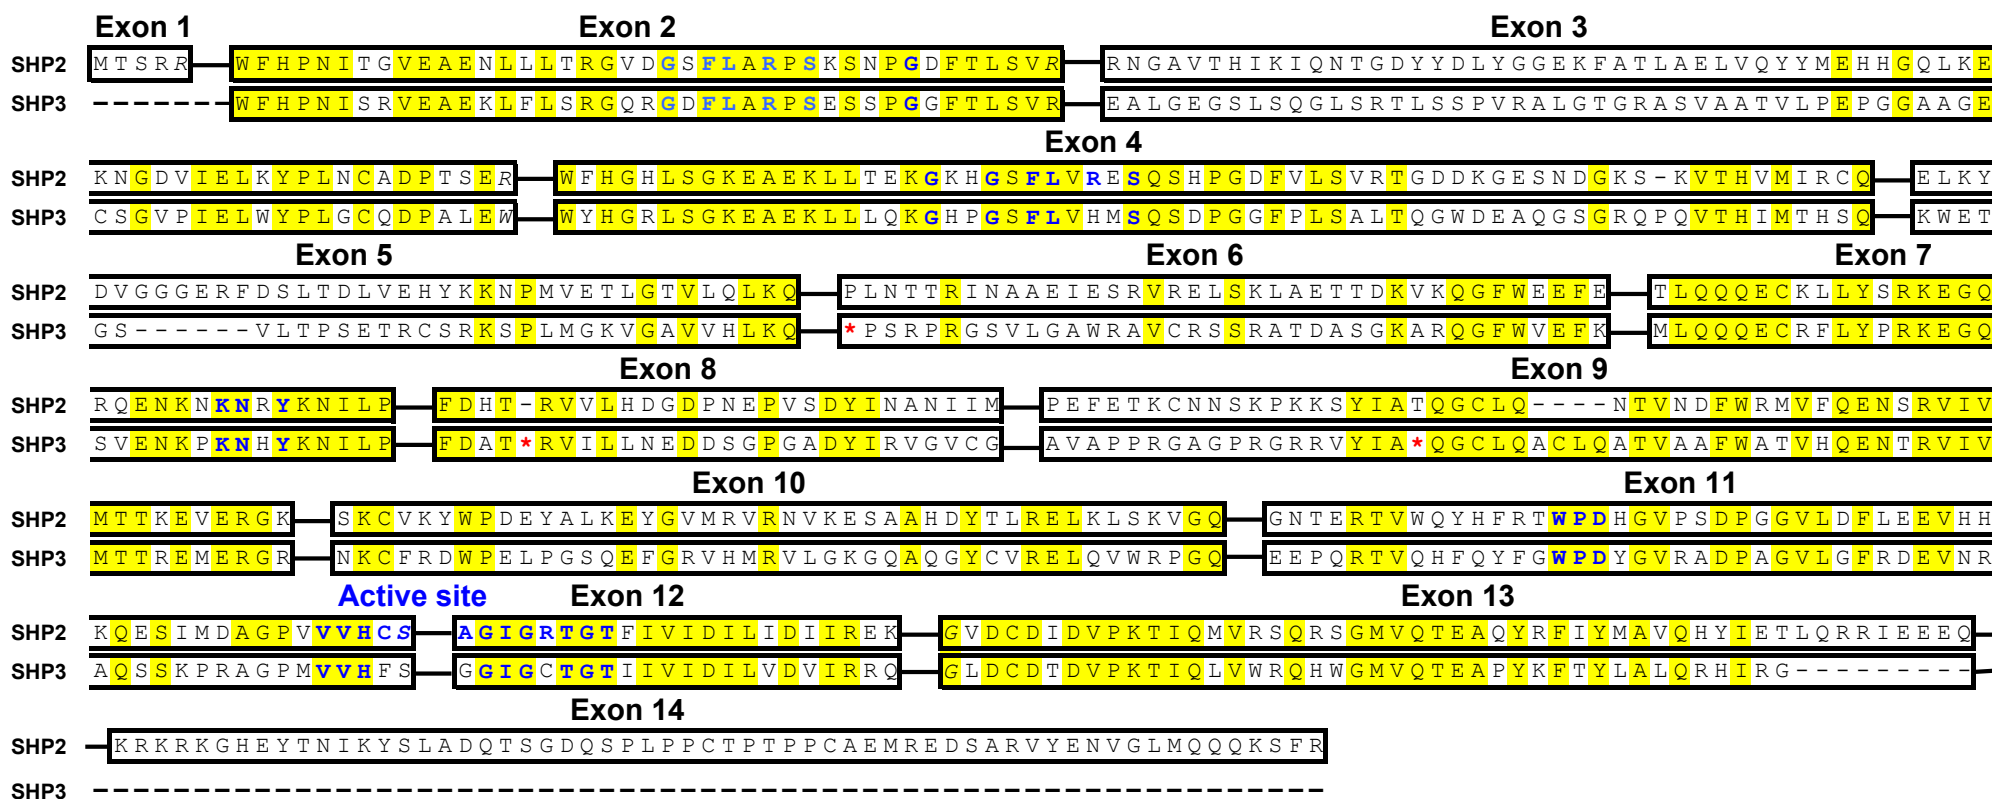 Exon 1 Exon 2 Exon 3
SHP2 MTSRR WFHPNITGVEAENLLLTRGVDGSFLARPSKSNPGDFTLSVR RNGAVTHIKIQNTGDYYDLYGGEKFATLAELVQYYMEHHGQLKE
SHP3 ------- WFHPNISRVEAEKLFLSRGQRGDFLARPSESSPGGFTLSVR EALGEGSLSQGLSRTLSSPVRALGTGRASVAATVLPEPGGAAGE
Exon 4
SHP2 KNGDVIELKYPLNCADPTSER WFHGHLSGKEAEKLLTEKGKHGSFLVRESQSHPGDFVLSVRTGDDKGESNDGKS-KVTHVMIRCQ ELKY
SHP3 CSGVPIELWYPLGCQDPALEW WYHGRLSGKEAEKLLLQKGHPGSFLVHMSQSDPGGFPLSALTQGWDEAQGSGRQPQVTHIMTHSQ KWET
Exon 5 Exon 6 Exon 7
SHP2 DVGGGERFDSLTDLVEHYKKNPMVETLGTVLQLKQ PLNTTRINAAEIESRVRELSKLAETTDKVKQGFWEEFE TLQQQECKLLYSRKEGQ
SHP3 GS------VLTPSETRCSRKSPLMGKVGAVVHLKQ *PSRPRGSVLGAWRAVCRSSRATDASGKARQGFWVEFK MLQQQECRFLYPRKEGQ
Exon 8 Exon 9
SHP2 RQENKNKNRYKNILP FDHT-RVVLHDGDPNEPVSDYINANIIM PEFETKCNNSKPKKSYIATQGCLQ----NTVNDFWRMVFQENSRVIV
SHP3 SVENKPKNHYKNILP FDAT*RVILLNEDDSGPGADYIRVGVCG AVAPPRGAGPRGRRVYIA*QGCLQACLQATVAAFWATVHQENTRVIV
Exon 10 Exon 11
SHP2 MTTKEVERGK SKCVKYWPDEYALKEYGVMRVRNVKESAAHDYTLRELKLSKVGQ GNTERTVWQYHFRTWPDHGVPSDPGGVLDFLEEVHH
SHP3 MTTREMERGR NKCFRDWPELPGSQEFGRVHMRVLGKGQAQGYCVRELQVWRPGQ EEPQRTVQHFQYFGWPDYGVRADPAGVLGFRDEVNR
Active site Exon 12 Exon 13
SHP2 KQESIMDAGPVVVHCS AGIGRTGTFIVIDILIDIIREK GVDCDIDVPKTIQMVRSQRSGMVQTEAQYRFIYMAVQHYIETLQRRIEEEQ
SHP3 AQSSKPRAGPMVVHFS GGIGCTGTIIVIDILVDVIRRQ GLDCDTDVPKTIQLVWRQHWGMVQTEAPYKFTYLALQRHIRG---------
Exon 14
SHP2 KRKRKGHEYTNIKYSLADQTSGDQSPLPPCTPTPPCAEMREDSARVYENVGLMQQQKSFR
SHP3 -------------------------------------------------------------